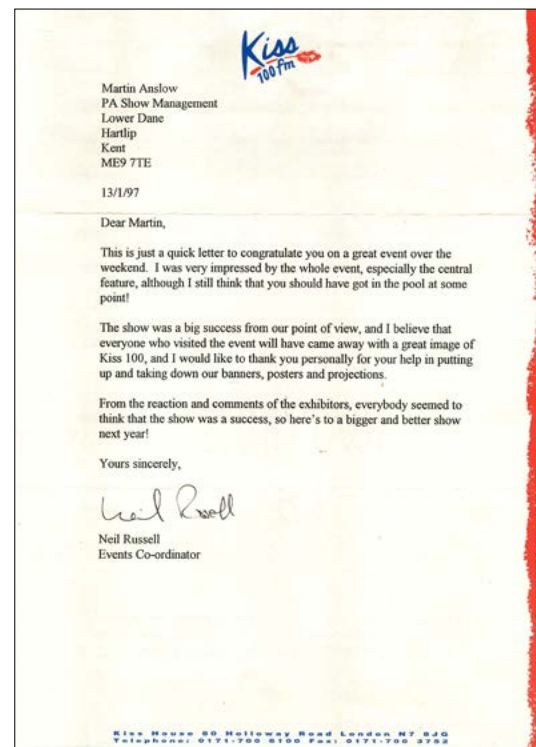 Kiss
100 fm
Martin Anslow
PA Show Management
Lower Dane
Hartlip
Kent
ME9 7TE
13/1/97
Dear Martin,
This is just a quick letter to congratulate you on a great event over the
weekend. I was very impressed by the whole event, especially the central
feature, although I still think that you should have got in the pool at some
point!
The show was a big success from our point of view, and I believe that
everyone who visited the event will have came away with a great image of
Kiss 100, and I would like to thank you personally for your help in putting
up and taking down our banners, posters and projections.
From the reaction and comments of the exhibitors, everybody seemed to
think that the show was a success, so here's to a bigger and better show
next year!
Yours sincerely,
Neil Russell
Neil Russell
Events Co-ordinator
Kiss House 80 Holloway Road London N7 8JG
Telephone: 0171-700 6100 Fax: 0171-700 3752